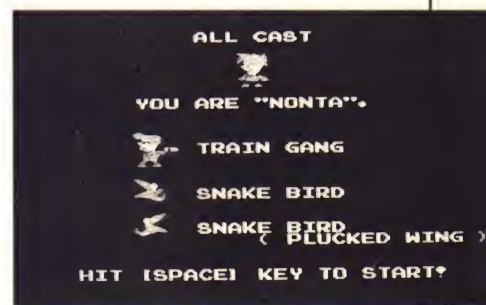 ALL CAST
YOU ARE "NONTA".
TRAIN GANG
SNAKE BIRD
SNAKE BIRD
( PLUCKED WING )
HIT [SPACE] KEY TO START?